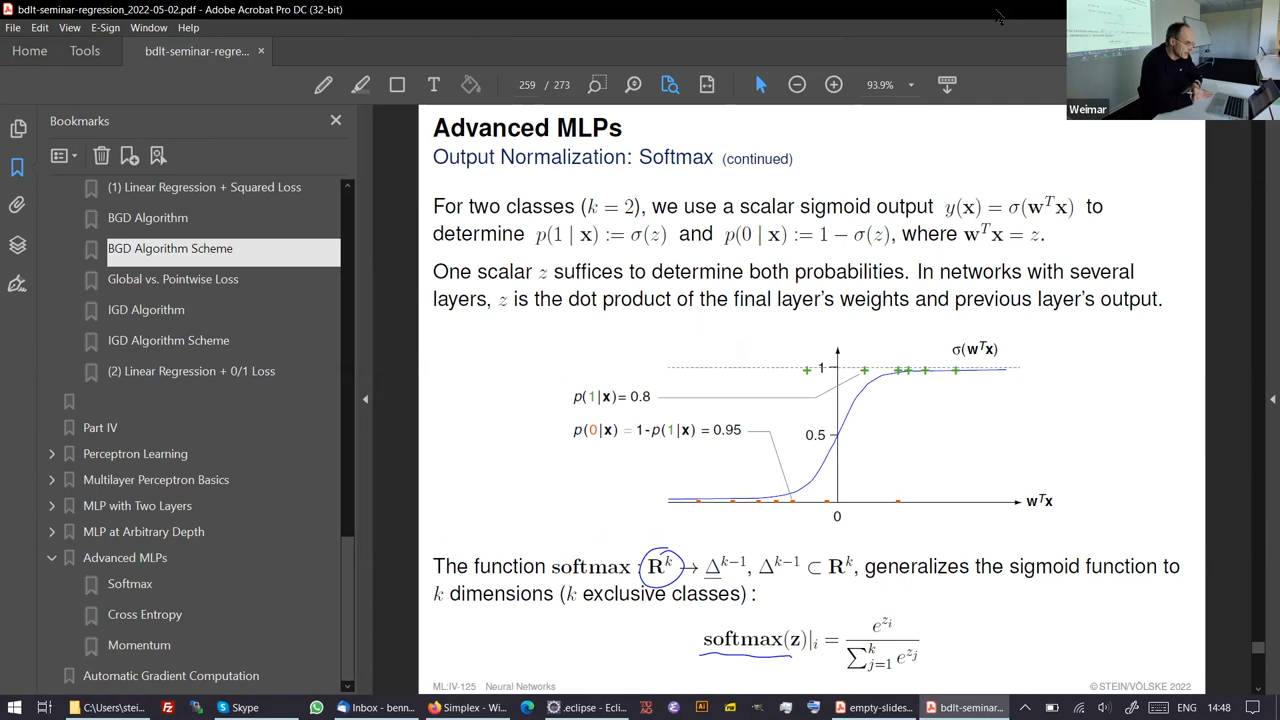 bdlt-seminar-regression_2022-05-02.pdf - Adobe Acrobat Pro DC (32-bit)
File Edit View E-Sign Window Help
Home Tools bdlt-seminar-regre... ×
259 / 273 93.9%
Weimar
Bookmarks
(1) Linear Regression + Squared Loss
BGD Algorithm
BGD Algorithm Scheme
Global vs. Pointwise Loss
IGD Algorithm
IGD Algorithm Scheme
(2) Linear Regression + 0/1 Loss
Part IV
Perceptron Learning
Multilayer Perceptron Basics
MLP with Two Layers
MLP at Arbitrary Depth
Advanced MLPs
Softmax
Cross Entropy
Momentum
Automatic Gradient Computation
Advanced MLPs
Output Normalization: Softmax (continued)
For two classes (k = 2), we use a scalar sigmoid output y(x) = σ(wᵀx) to
determine p(1 | x) := σ(z) and p(0 | x) := 1 − σ(z), where wᵀx = z.
One scalar z suffices to determine both probabilities. In networks with several
layers, z is the dot product of the final layer's weights and previous layer's output.
σ(wᵀx)
1
p(1|x)= 0.8
p(0|x) = 1-p(1|x) = 0.95
0.5
wᵀx
0
The function softmax : Rᵏ → Δᵏ⁻¹, Δᵏ⁻¹ ⊂ Rᵏ, generalizes the sigmoid function to
k dimensions (k exclusive classes) :
softmax(z)|ᵢ = e^{z_i} / ∑_{j=1}^{k} e^{z_j}
ML:IV-125 Neural Networks © STEIN/VÖLSKE 2022
C:\Users\stei... Skype Inbox - benn... Simplex - Wi... .eclipse - Ecli... empty-slides... bdlt-seminar... ENG 14:48